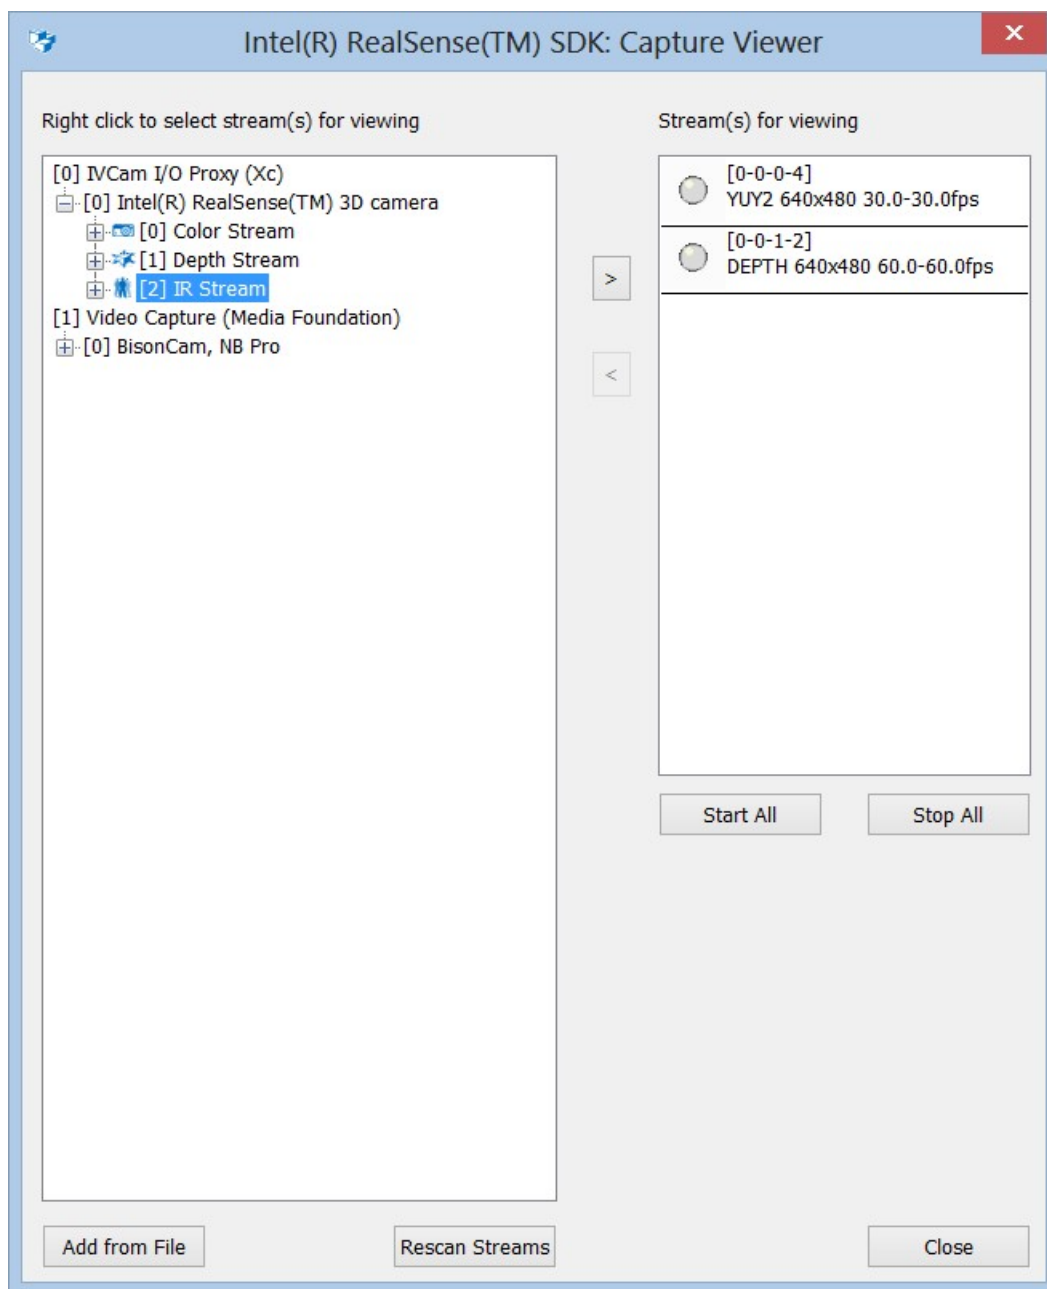 Intel(R) RealSense(TM) SDK: Capture Viewer
Right click to select stream(s) for viewing
[0] IVCam I/O Proxy (Xc)
[0] Intel(R) RealSense(TM) 3D camera
[0] Color Stream
[1] Depth Stream
[2] IR Stream
[1] Video Capture (Media Foundation)
[0] BisonCam, NB Pro
>
<
Stream(s) for viewing
[0-0-0-4]
YUY2 640x480 30.0-30.0fps
[0-0-1-2]
DEPTH 640x480 60.0-60.0fps
Start All
Stop All
Add from File
Rescan Streams
Close